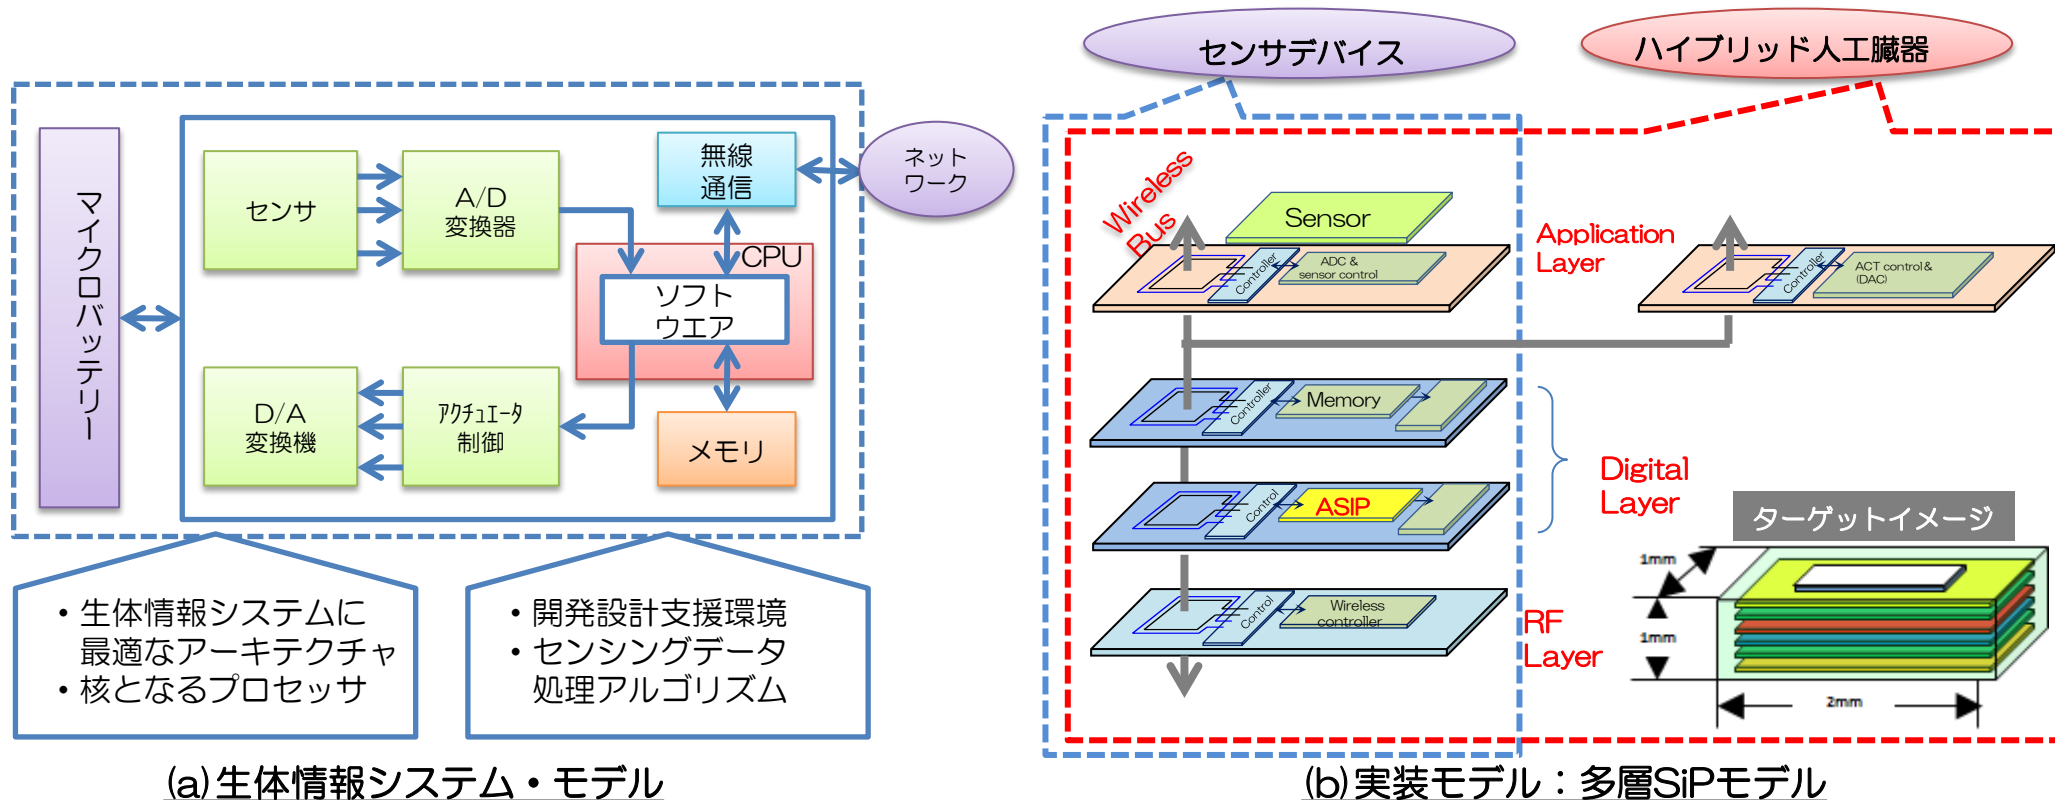 マイクロバッテリー
センサ
A/D
変換器
無線
通信
ネット
ワーク
CPU
ソフト
ウエア
D/A
変換機
ｱｸﾁｭｴｰﾀ
制御
メモリ
・生体情報システムに
最適なアーキテクチャ
・核となるプロセッサ
・開発設計支援環境
・センシングデータ
処理アルゴリズム
(a)生体情報システム・モデル
センサデバイス
ハイブリッド人工臓器
Wireless
Bus
Sensor
Controller
ADC &
sensor control
Application
Layer
Controller
ACT control &
(DAC)
Controller
Memory
Control
ASIP
Digital
Layer
Control
Wireless
controller
RF
Layer
ターゲットイメージ
1mm
1mm
2mm
(b)実装モデル：多層SiPモデル